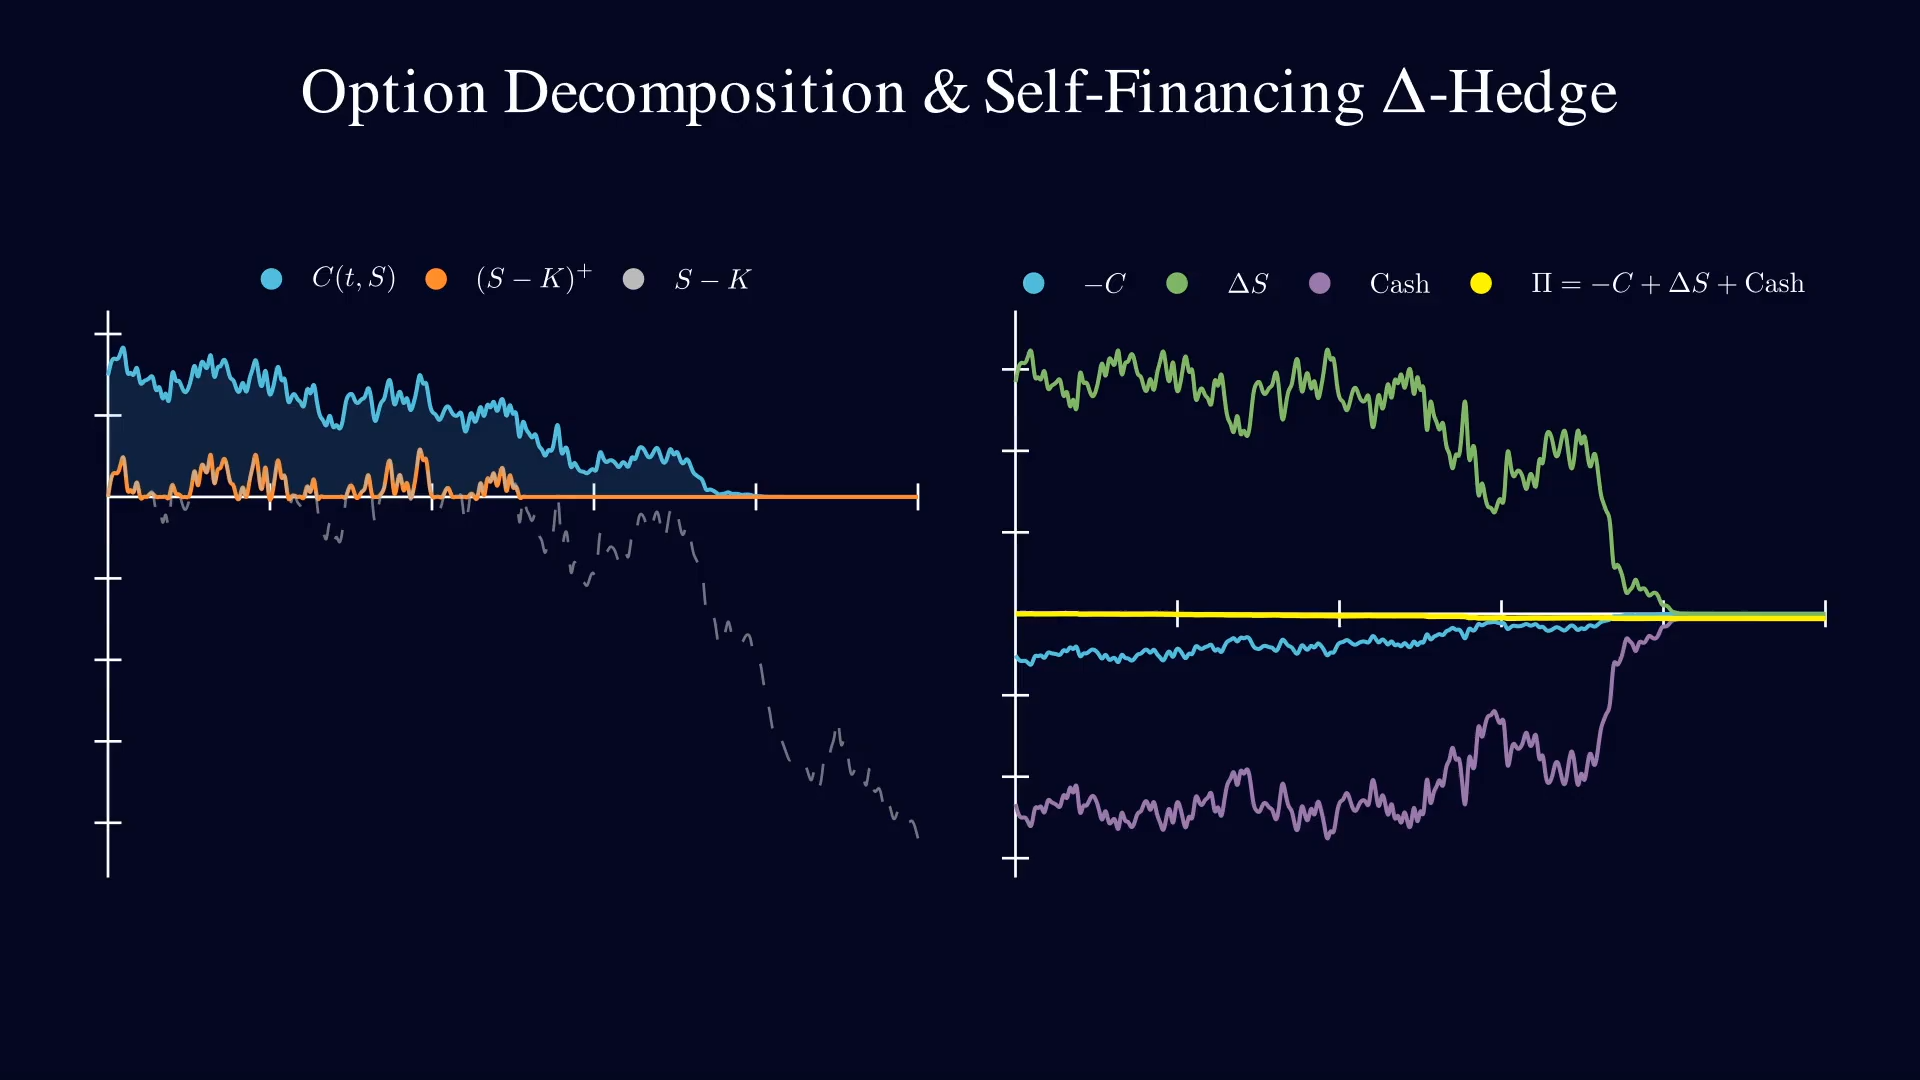 Option Decomposition & Self-Financing Δ-Hedge
C(t, S) (S − K)⁺ S − K
−C ΔS Cash Π = −C + ΔS + Cash